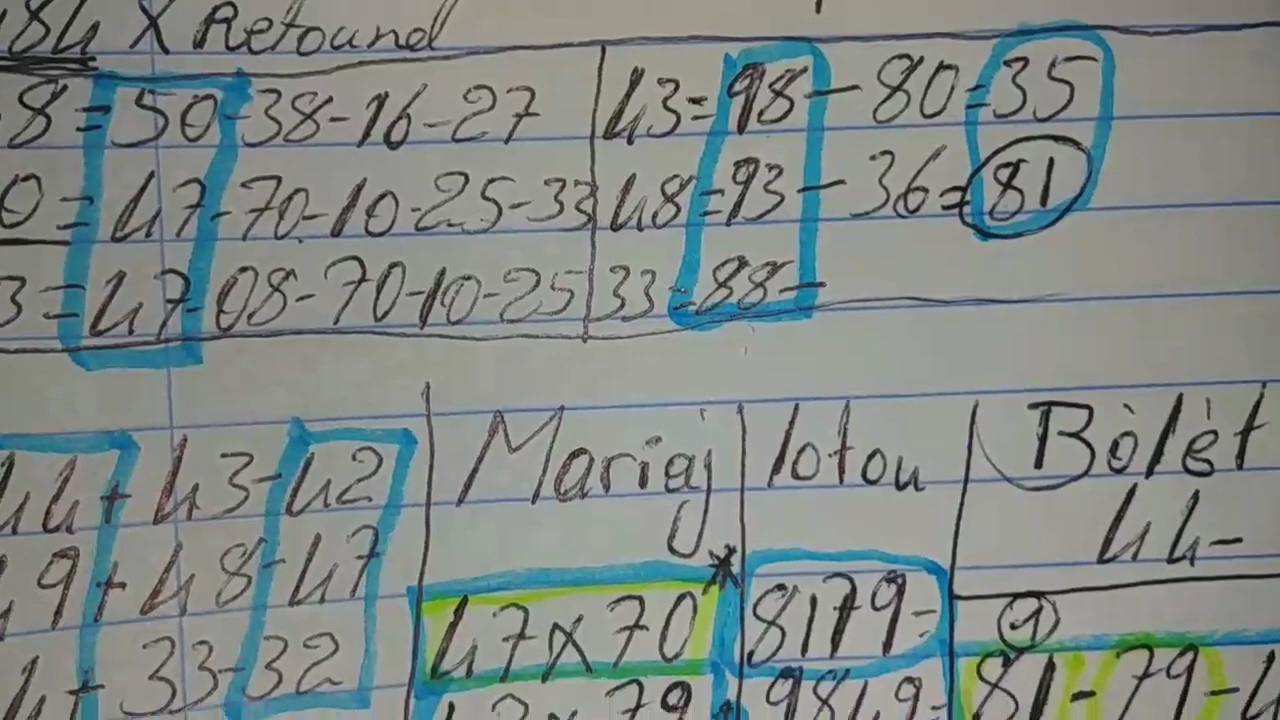 84 X Retound
8=50-38-16-27 43=98-80=35
0=47-70-10-25-33 48=93-36=81
3=47-08-70-10-25 33=88-
44+43-42 Mariaj lotou Bòlèt
49+48-47 44-
4+33-32 47x70 * 8179=
81-79-